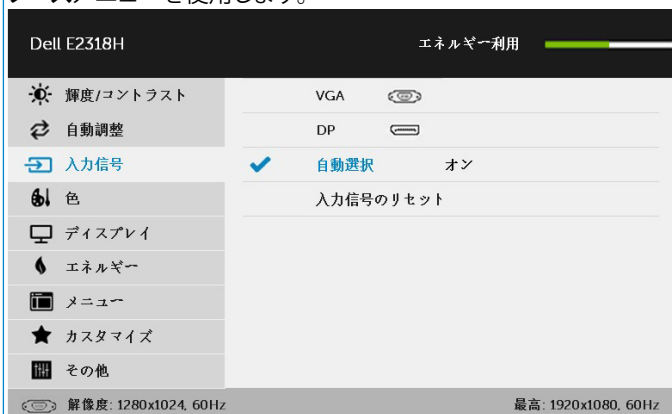 Dell E2318H エネルギー利用
輝度/コントラスト VGA
自動調整 DP
入力信号 自動選択 オン
色 入力信号のリセット
ディスプレイ
エネルギー
メニュー
カスタマイズ
その他
解像度: 1280x1024, 60Hz 最高: 1920x1080, 60Hz